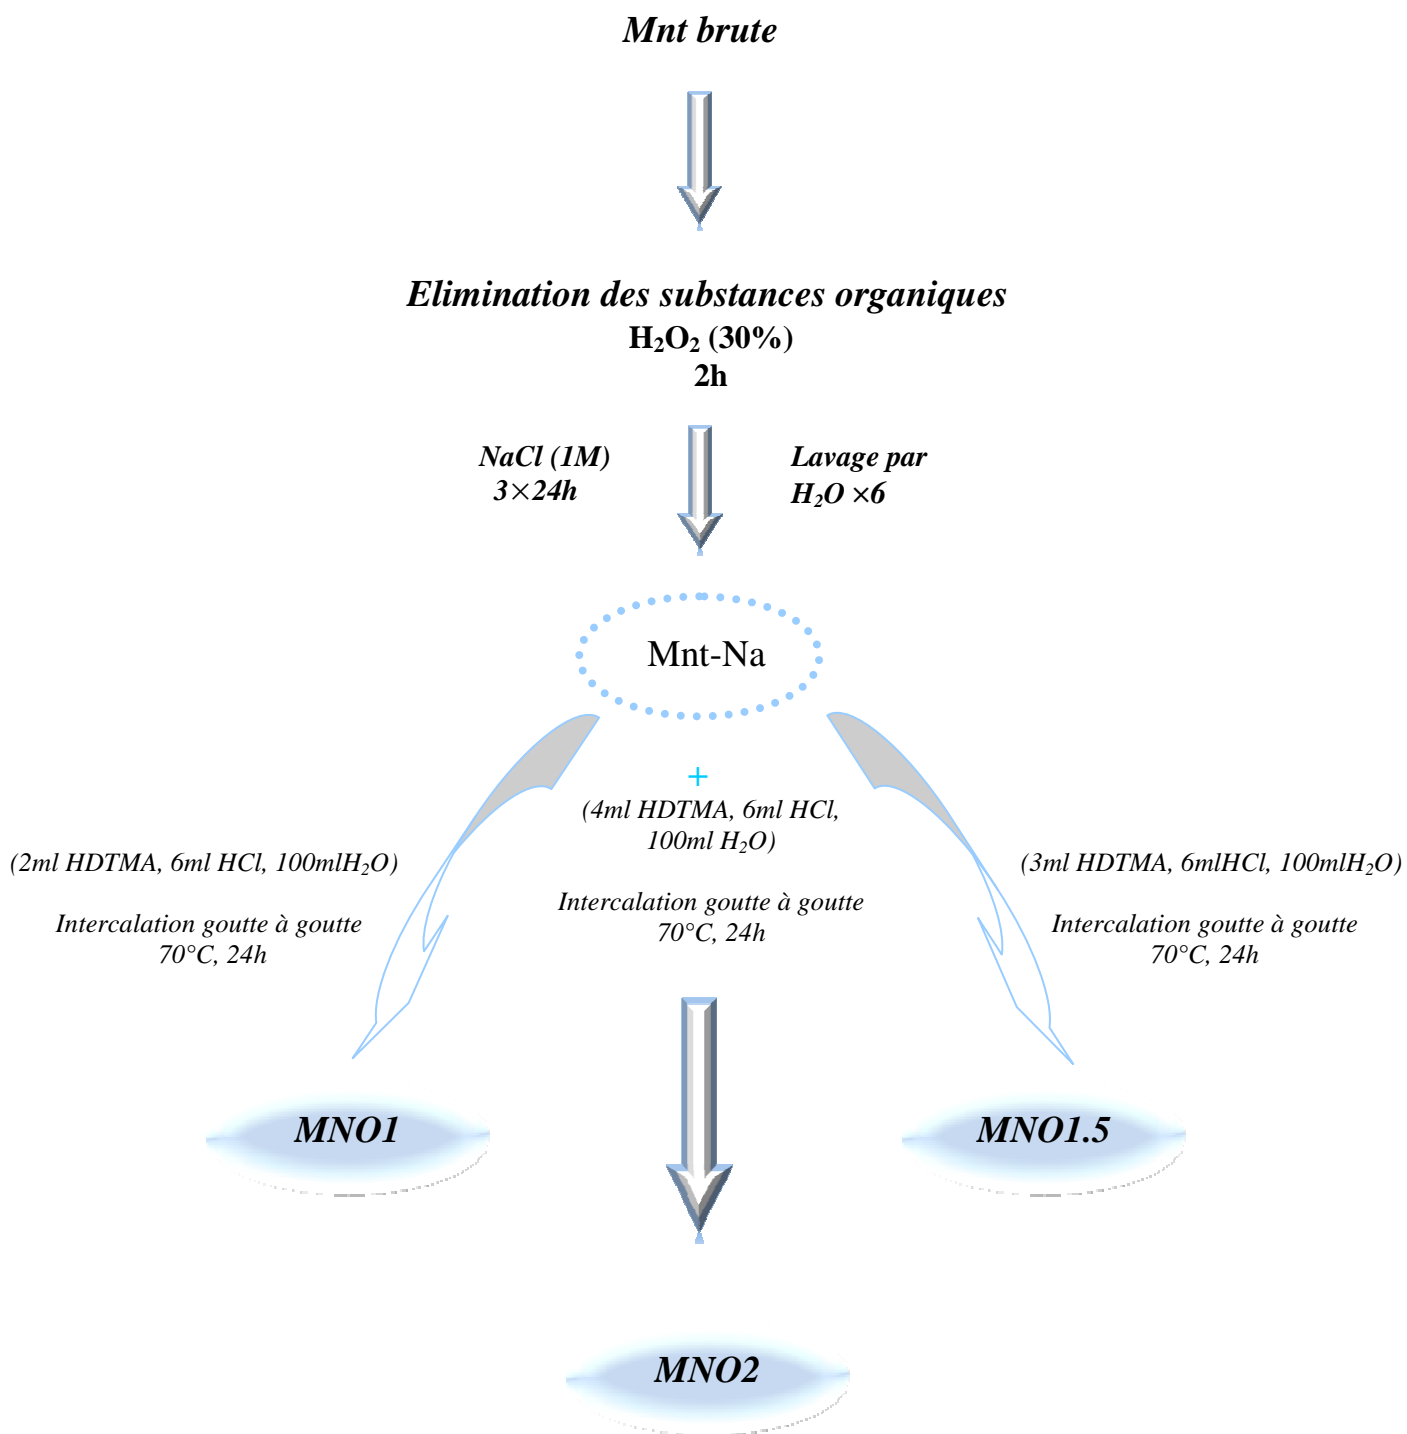 Mnt brute
Elimination des substances organiques
H₂O₂ (30%)
2h
NaCl (1M)
3×24h
Lavage par
H₂O ×6
Mnt-Na
+
(4ml HDTMA, 6ml HCl,
100ml H₂O)
Intercalation goutte à goutte
70°C, 24h
(2ml HDTMA, 6ml HCl, 100mlH₂O)
Intercalation goutte à goutte
70°C, 24h
(3ml HDTMA, 6mlHCl, 100mlH₂O)
Intercalation goutte à goutte
70°C, 24h
MNO1
MNO1.5
MNO2